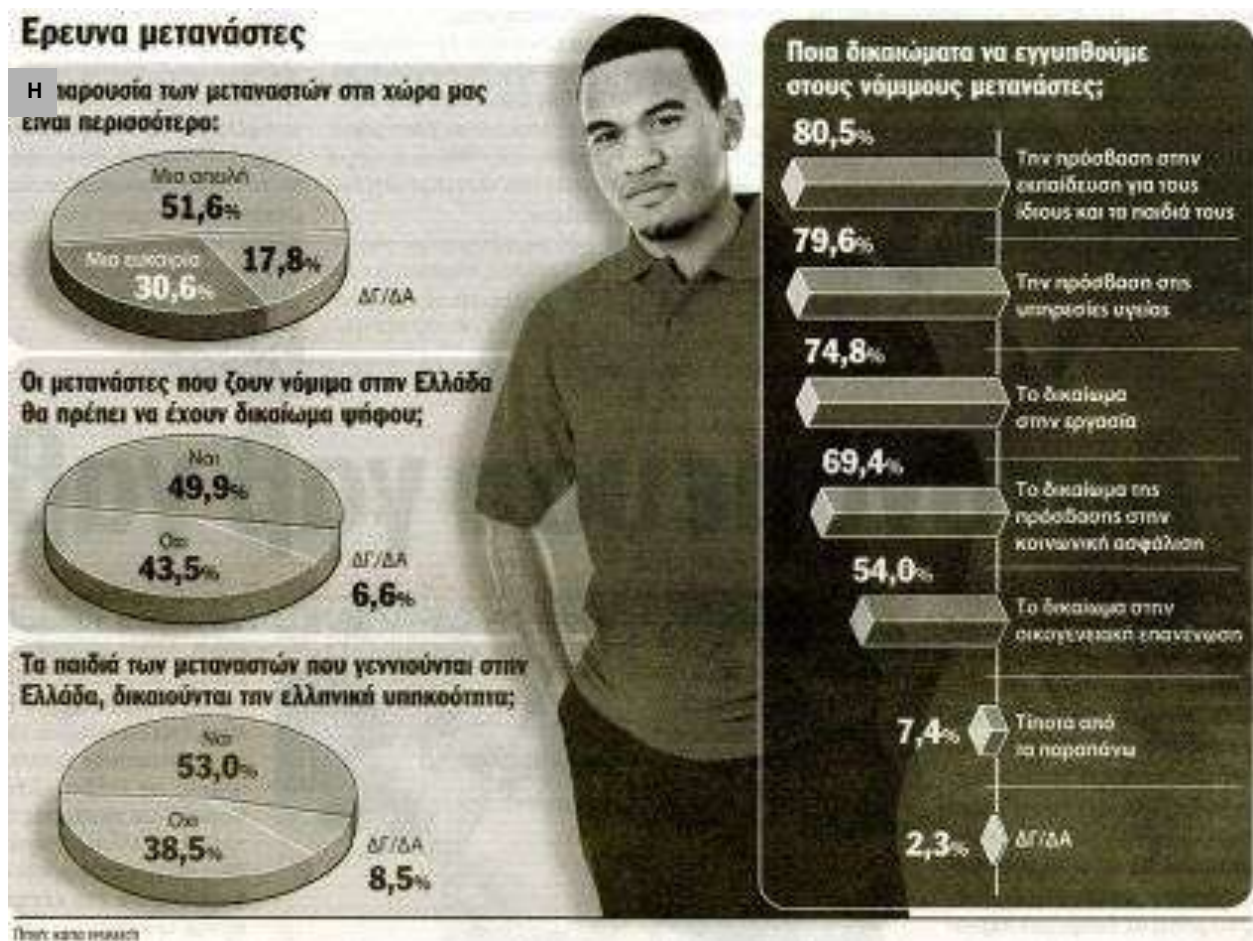 Ερευνα μετανάστες
Η παρουσία των μεταναστών στη χώρα μας
είναι περισσότερο:
Μια απειλή
51,6%
Μια ευκαιρία
30,6%
17,8%
ΔΓ/ΔΑ
Οι μετανάστες που ζουν νόμιμα στην Ελλάδα
θα πρέπει να έχουν δικαίωμα ψήφου;
Ναι
49,9%
Οχι
43,5%
ΔΓ/ΔΑ
6,6%
Τα παιδιά των μεταναστών που γεννιούνται στην
Ελλάδα, δικαιούνται την ελληνική υπηκοότητα;
Ναι
53,0%
Οχι
38,5%
ΔΓ/ΔΑ
8,5%
Ποια δικαιώματα να εγγυηθούμε
στους νόμιμους μετανάστες;
80,5%
Την πρόσβαση στην
εκπαίδευση για τους
ίδιους και τα παιδιά τους
79,6%
Την πρόσβαση στις
υπηρεσίες υγείας
74,8%
Το δικαίωμα
στην εργασία
69,4%
Το δικαίωμα της
πρόσβασης στην
κοινωνική ασφάλιση
54,0%
Το δικαίωμα στην
οικογενειακή επανένωση
7,4%
Τίποτα από
τα παραπάνω
2,3%
ΔΓ/ΔΑ